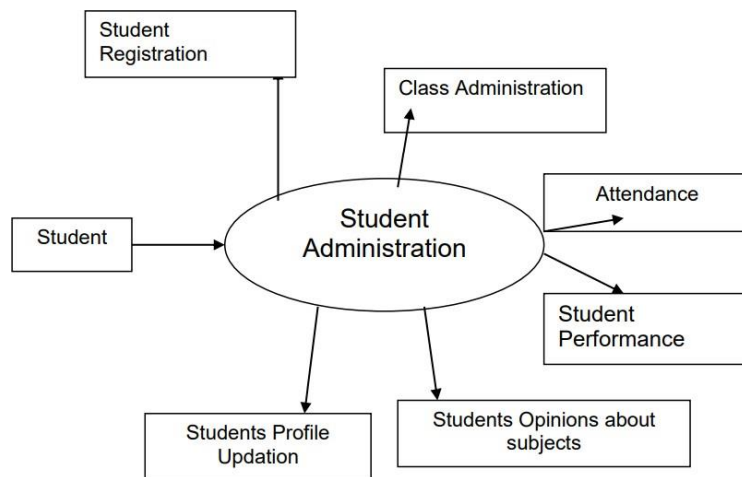 Student
Registration
Class Administration
Attendance
Student
Student
Administration
Student
Performance
Students Profile
Updation
Students Opinions about
subjects